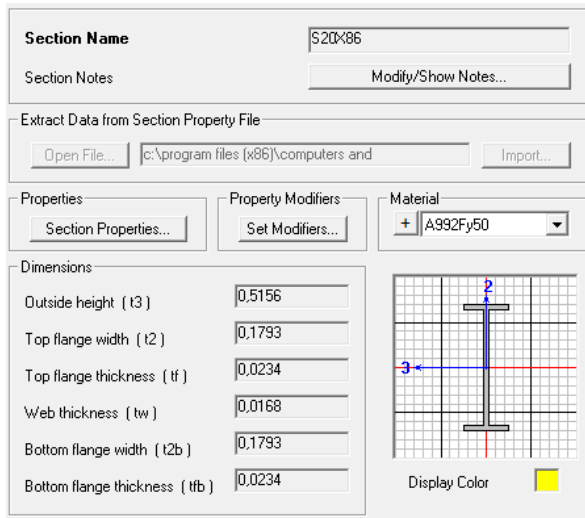 Section Name S20X86
Section Notes Modify/Show Notes...
Extract Data from Section Property File
Open File... c:\program files (x86)\computers and Import...
Properties Property Modifiers Material
Section Properties... Set Modifiers... + A992Fy50
Dimensions
Outside height ( t3 ) 0,5156
Top flange width ( t2 ) 0,1793
Top flange thickness ( tf ) 0,0234
Web thickness ( tw ) 0,0168
Bottom flange width ( t2b ) 0,1793
Bottom flange thickness ( tfb ) 0,0234
2
3
Display Color